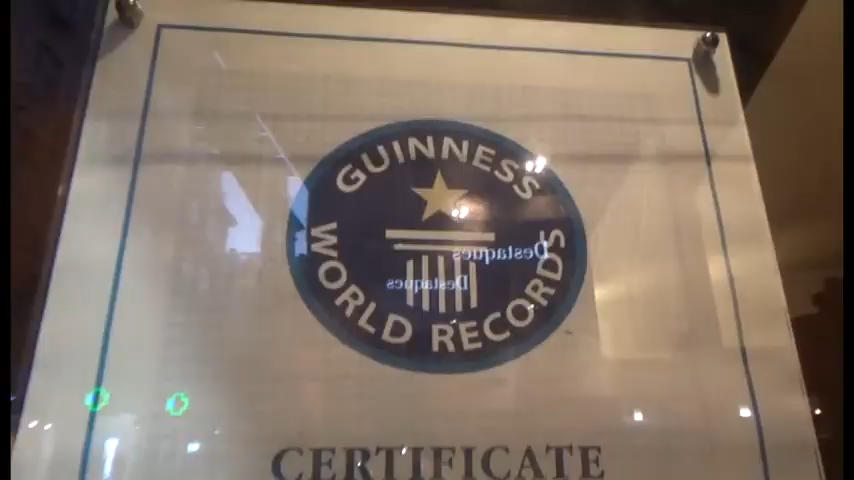 GUINNESS
WORLD RECORDS
Destaques
Destaques
CERTIFICATE